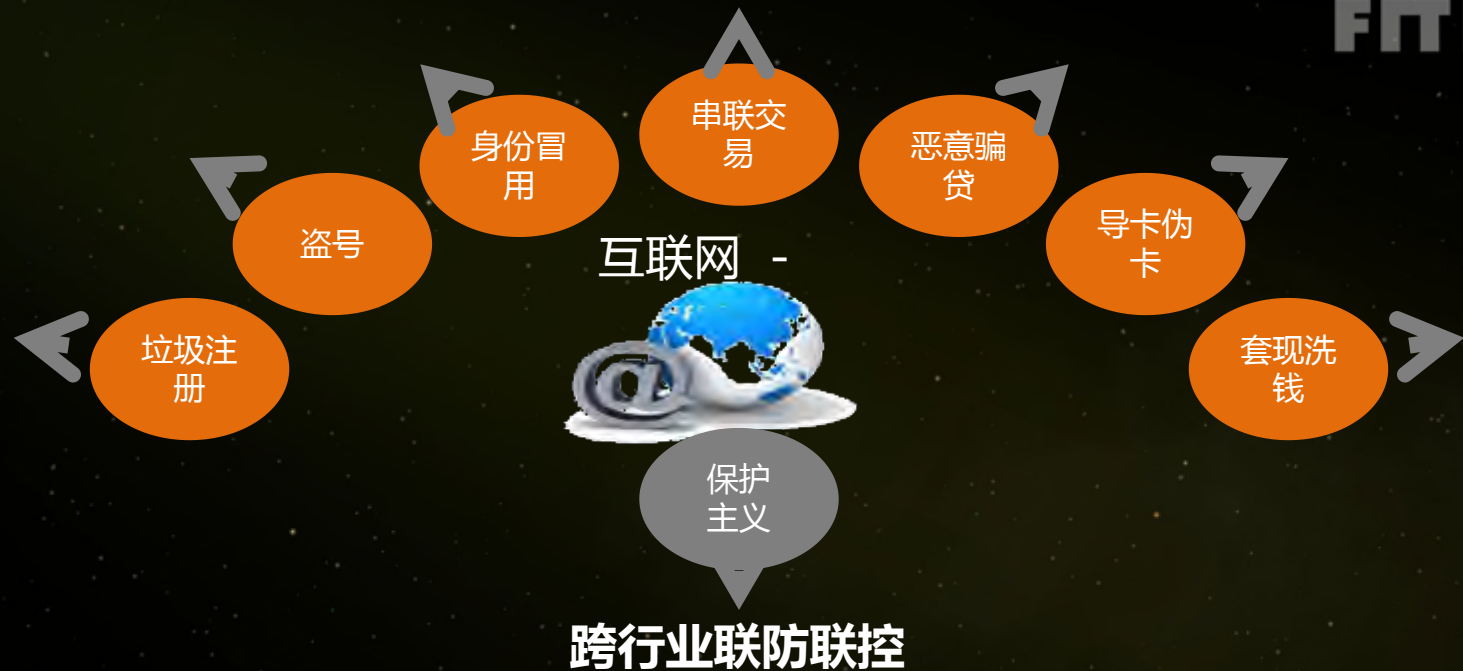 FIT
串联交
易
身份冒
用
恶意骗
贷
盗号
导卡伪
卡
互联网 -
垃圾注
册
套现洗
钱
@
保护
主义
跨行业联防联控